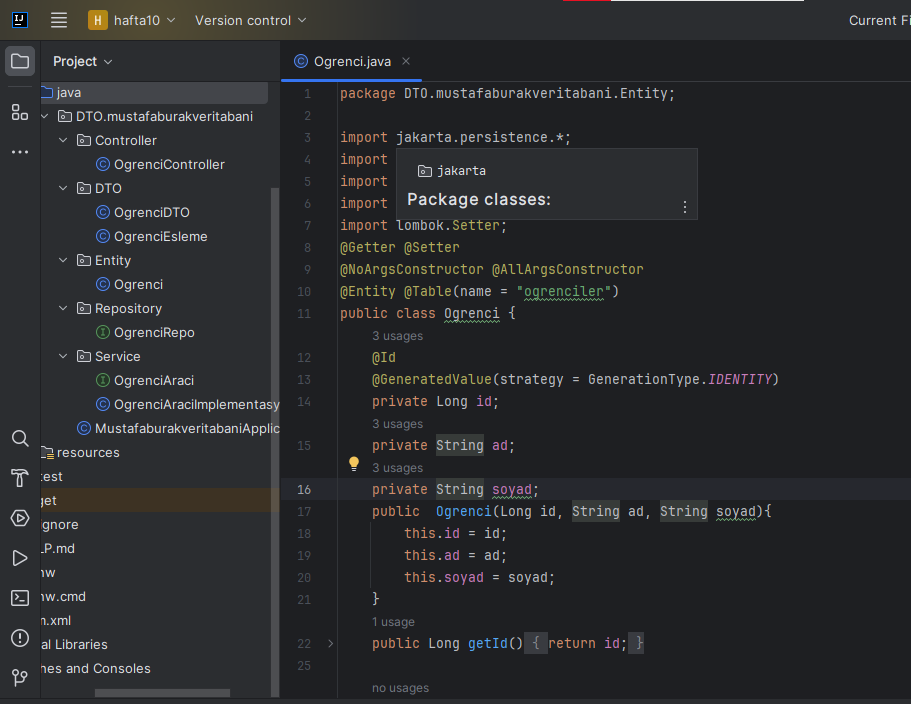 IJ
H hafta10
Version control
Current Fi
Project
java
DTO.mustafaburakveritabani
Controller
OgrenciController
DTO
OgrenciDTO
OgrenciEsleme
Entity
Ogrenci
Repository
OgrenciRepo
Service
OgrenciAraci
OgrenciAraciImplementasy
MustafaburakveritabaniApplic
resources
test
get
gnore
LP.md
nw
nw.cmd
n.xml
al Libraries
hes and Consoles
Ogrenci.java
1 package DTO.mustafaburakveritabani.Entity;
2
3 import jakarta.persistence.*;
4 import
5 import
6 import
7 import lombok.Setter;
jakarta
Package classes:
8 @Getter @Setter
9 @NoArgsConstructor @AllArgsConstructor
10 @Entity @Table(name = "ogrenciler")
11 public class Ogrenci {
3 usages
12 @Id
13 @GeneratedValue(strategy = GenerationType.IDENTITY)
14 private Long id;
3 usages
15 private String ad;
3 usages
16 private String soyad;
17 public Ogrenci(Long id, String ad, String soyad){
18 this.id = id;
19 this.ad = ad;
20 this.soyad = soyad;
21 }
1 usage
22 public Long getId() { return id; }
25
no usages